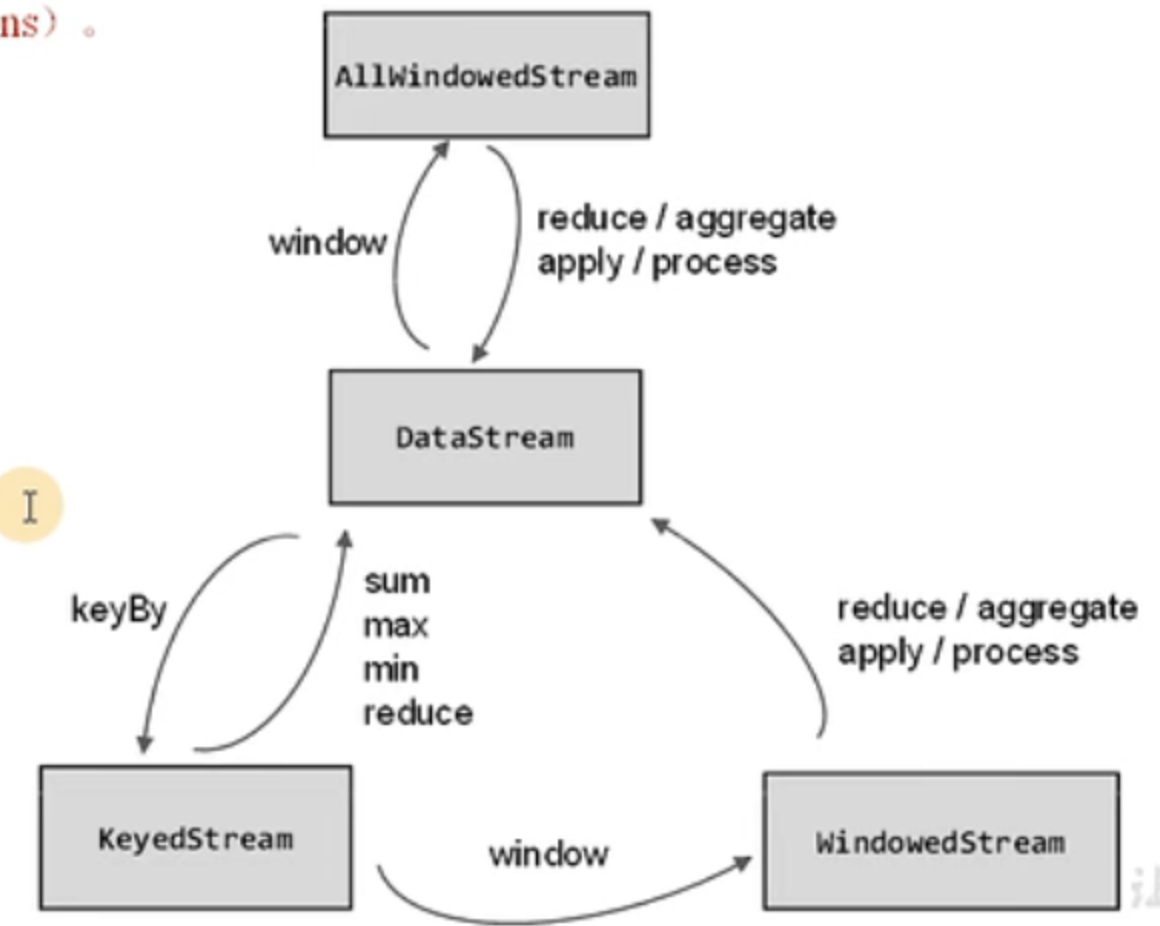 ns）。
AllWindowedStream
window
reduce / aggregate
apply / process
DataStream
keyBy
sum
max
min
reduce
reduce / aggregate
apply / process
KeyedStream
window
WindowedStream